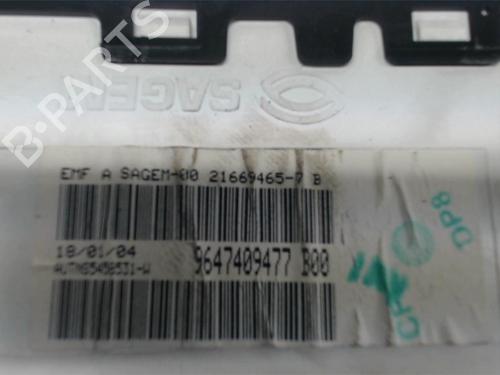 SAGEM
EMF A SAGEM-00 21669465-7 B
18/01/04
9647409477 B00
DP8
B-PARTS